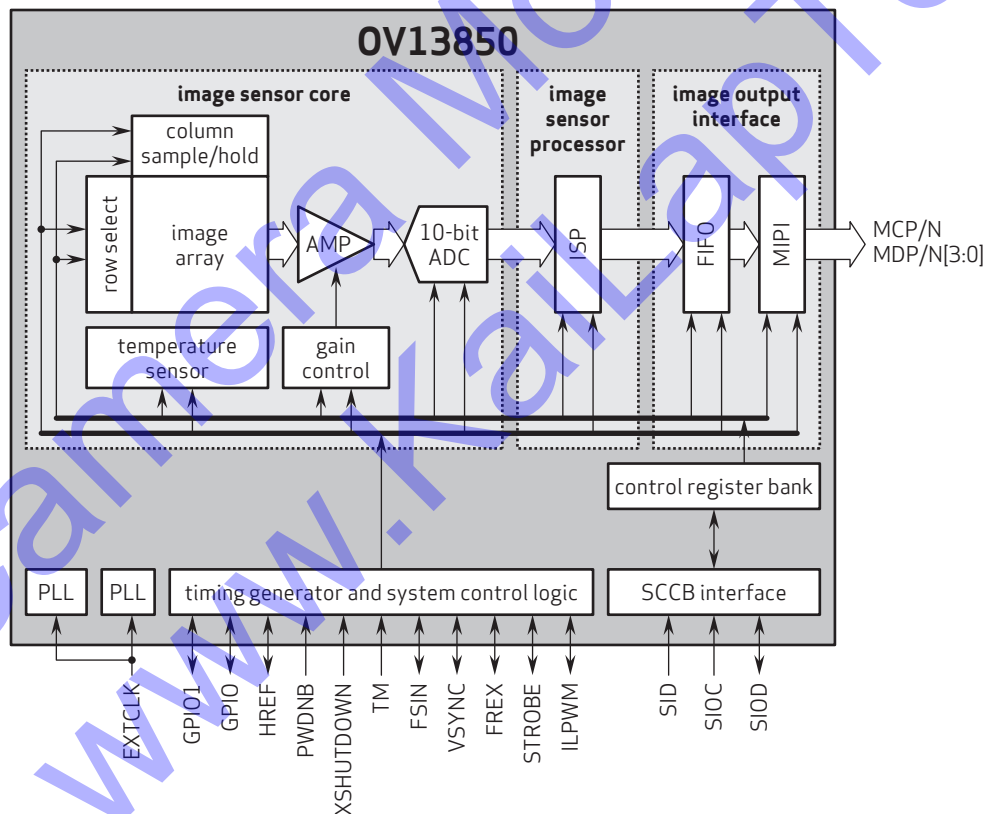 OV13850
image sensor core
image
sensor
processor
image output
interface
column
sample/hold
row select
image
array
AMP
10-bit
ADC
ISP
FIFO
MIPI
MCP/N
MDP/N[3:0]
temperature
sensor
gain
control
control register bank
PLL
PLL
timing generator and system control logic
SCCB interface
EXTCLK
GPIO1
GPIO
HREF
PWDNB
XSHUTDOWN
TM
FSIN
VSYNC
FREX
STROBE
ILPWM
SID
SIOC
SIOD
www.KaiLap